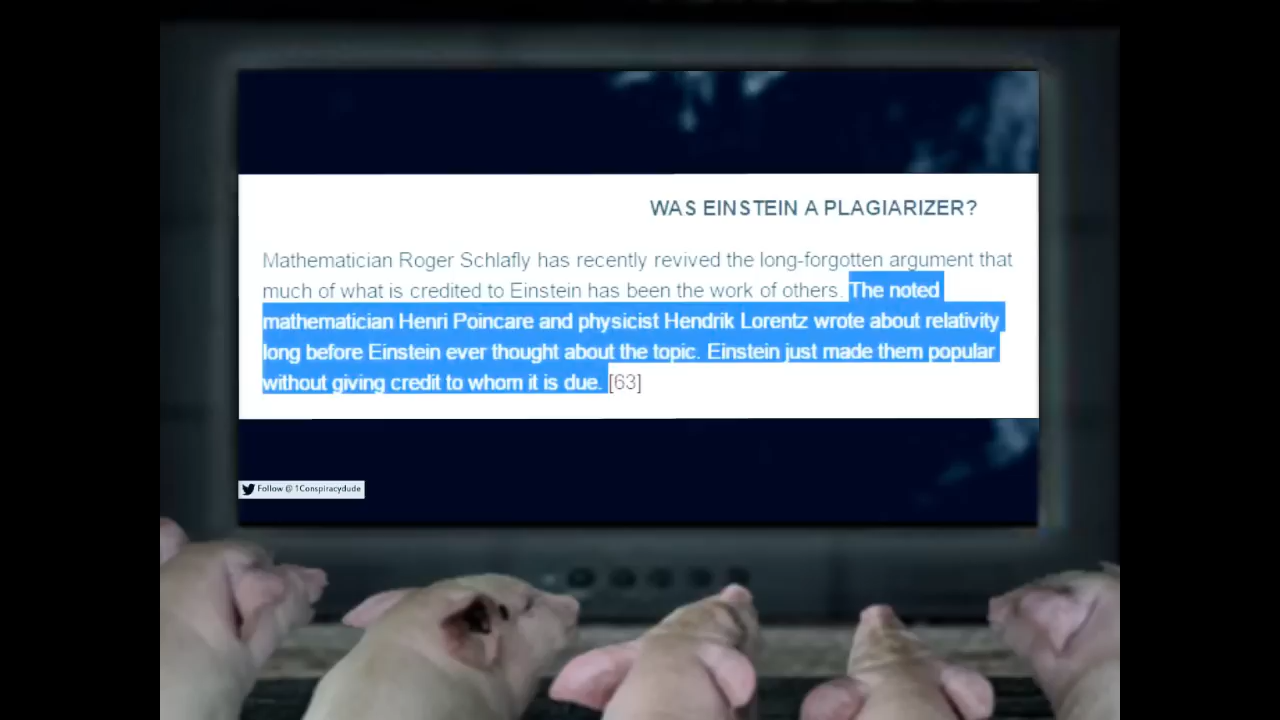 WAS EINSTEIN A PLAGIARIZER?
Mathematician Roger Schlafly has recently revived the long-forgotten argument that
much of what is credited to Einstein has been the work of others. The noted
mathematician Henri Poincare and physicist Hendrik Lorentz wrote about relativity
long before Einstein ever thought about the topic. Einstein just made them popular
without giving credit to whom it is due. [63]
Follow @ 1Conspiracydude